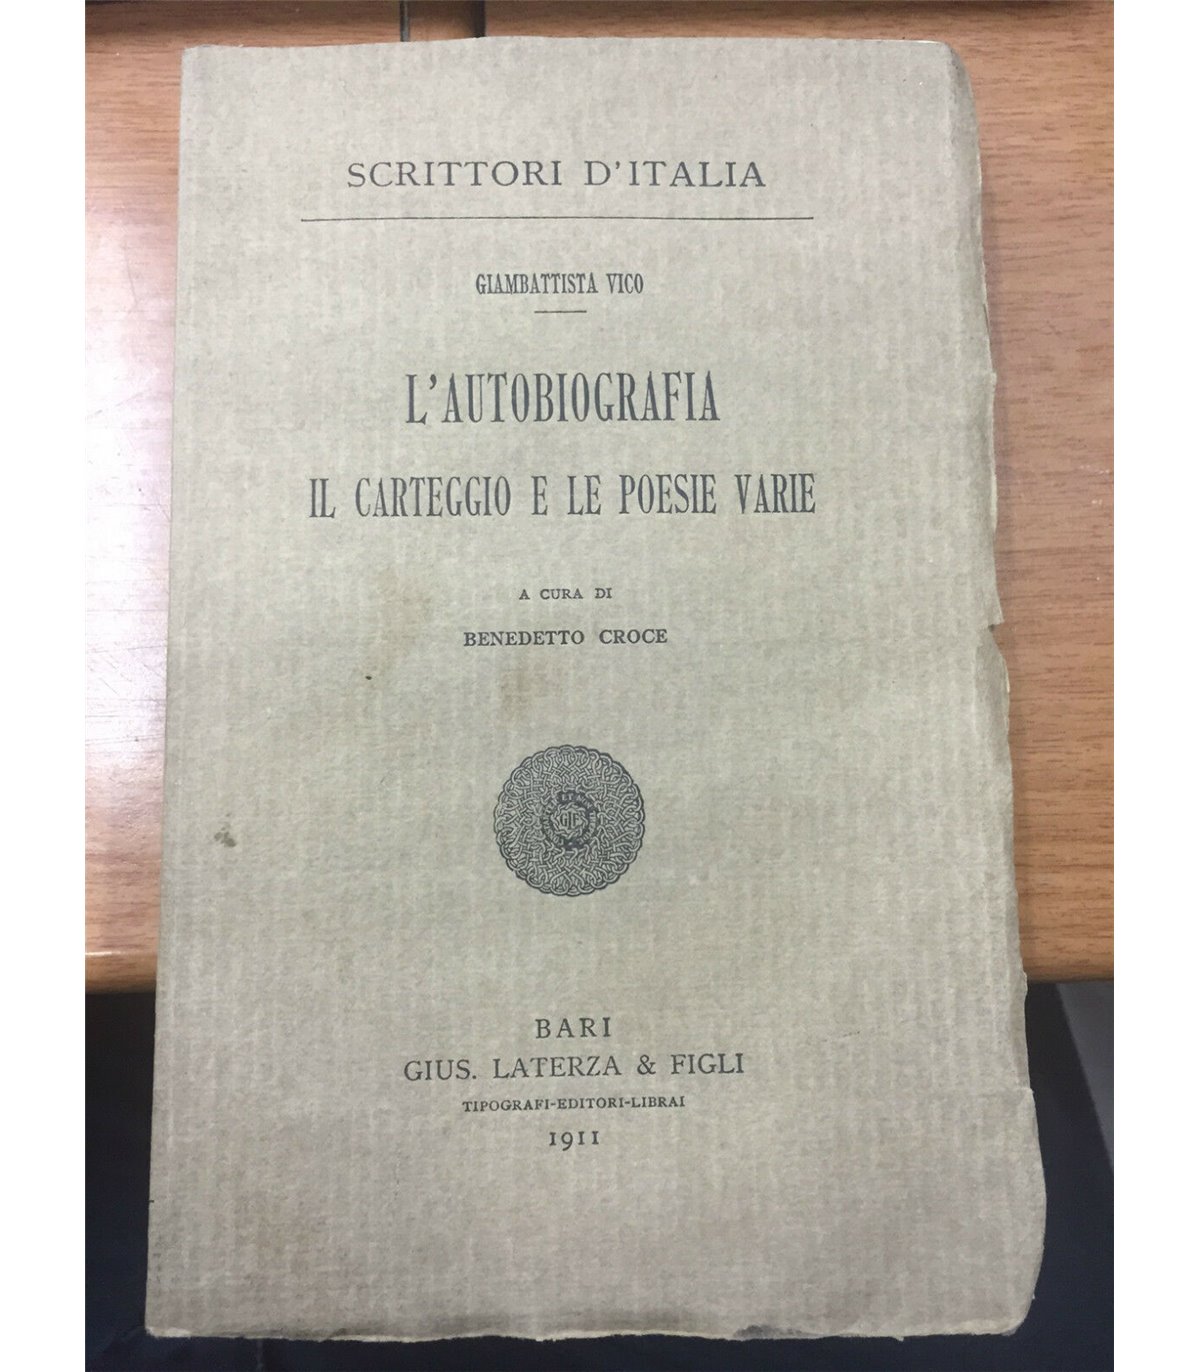 SCRITTORI D'ITALIA
GIAMBATTISTA VICO
L'AUTOBIOGRAFIA
IL CARTEGGIO E LE POESIE VARIE
A CURA DI
BENEDETTO CROCE
BARI
GIUS. LATERZA & FIGLI
TIPOGRAFI-EDITORI-LIBRAI
1911